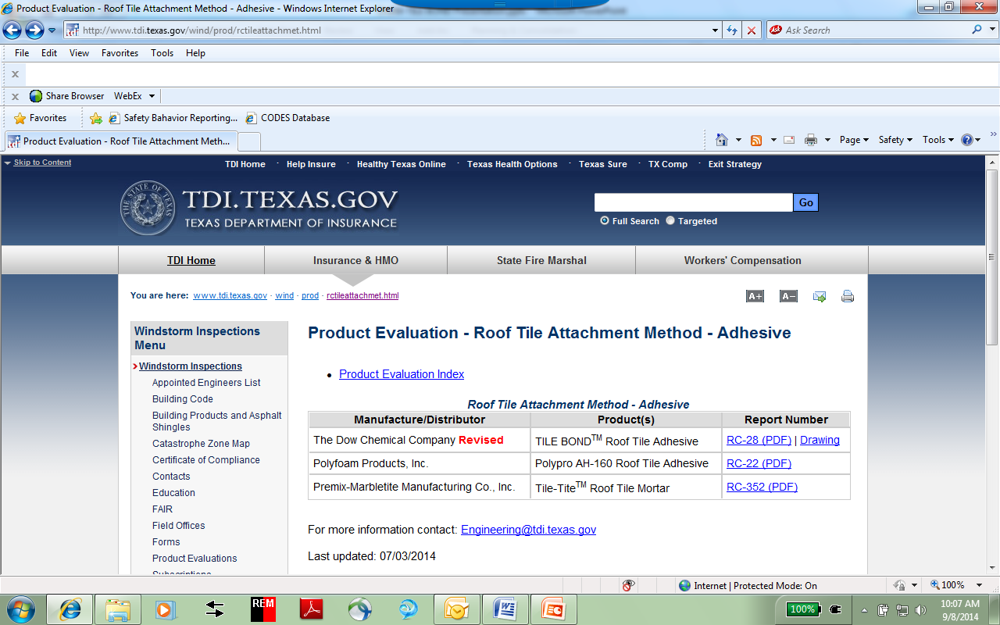 Product Evaluation - Roof Tile Attachment Method - Adhesive - Windows Internet Explorer
http://www.tdi.texas.gov/wind/prod/rctileattachmet.html
Ask Search
File Edit View Favorites Tools Help
x
x Share Browser WebEx
Favorites Safety Bahavior Reporting... CODES Database
Product Evaluation - Roof Tile Attachment Meth... Page Safety Tools
Skip to Content TDI Home · Help Insure · Healthy Texas Online · Texas Health Options · Texas Sure · TX Comp · Exit Strategy
THE STATE OF TEXAS
TDI.TEXAS.GOV
TEXAS DEPARTMENT OF INSURANCE
Go
Full Search Targeted
TDI Home Insurance & HMO State Fire Marshal Workers' Compensation
You are here: www.tdi.texas.gov · wind · prod · rctileattachmet.html A+ A−
Windstorm Inspections
Menu
Windstorm Inspections
Appointed Engineers List
Building Code
Building Products and Asphalt
Shingles
Catastrophe Zone Map
Certificate of Compliance
Contacts
Education
FAIR
Field Offices
Forms
Product Evaluations
Subscriptions
Product Evaluation - Roof Tile Attachment Method - Adhesive
• Product Evaluation Index
Roof Tile Attachment Method - Adhesive
Manufacture/Distributor Product(s) Report Number
The Dow Chemical Company Revised TILE BOND™ Roof Tile Adhesive RC-28 (PDF) | Drawing
Polyfoam Products, Inc. Polypro AH-160 Roof Tile Adhesive RC-22 (PDF)
Premix-Marbletite Manufacturing Co., Inc. Tile-Tite™ Roof Tile Mortar RC-352 (PDF)
For more information contact: Engineering@tdi.texas.gov
Last updated: 07/03/2014
Internet | Protected Mode: On 100%
REM
100%
10:07 AM
9/8/2014